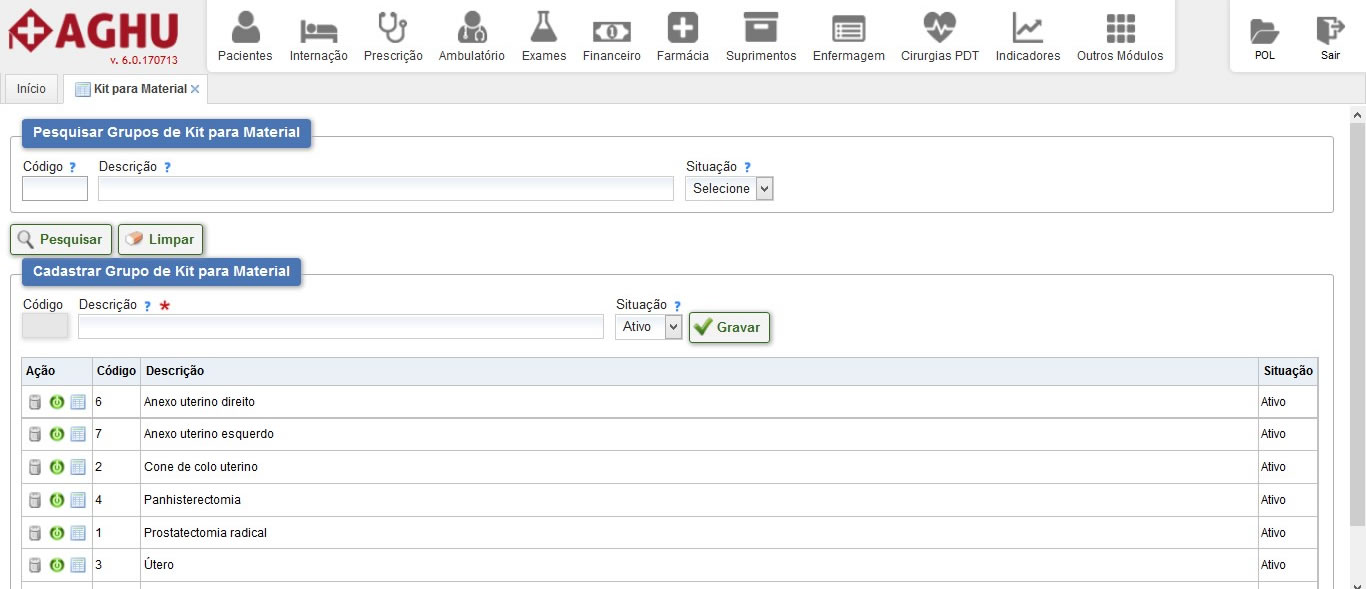 AGHU
v. 6.0.170713
Pacientes Internação Prescrição Ambulatório Exames Financeiro Farmácia Suprimentos Enfermagem Cirurgias PDT Indicadores Outros Módulos POL Sair
Início Kit para Material
Pesquisar Grupos de Kit para Material
Código ? Descrição ? Situação ?
Selecione
Pesquisar Limpar
Cadastrar Grupo de Kit para Material
Código Descrição ? * Situação ?
Ativo Gravar
Ação Código Descrição Situação
6 Anexo uterino direito Ativo
7 Anexo uterino esquerdo Ativo
2 Cone de colo uterino Ativo
4 Panhisterectomia Ativo
1 Prostatectomia radical Ativo
3 Útero Ativo